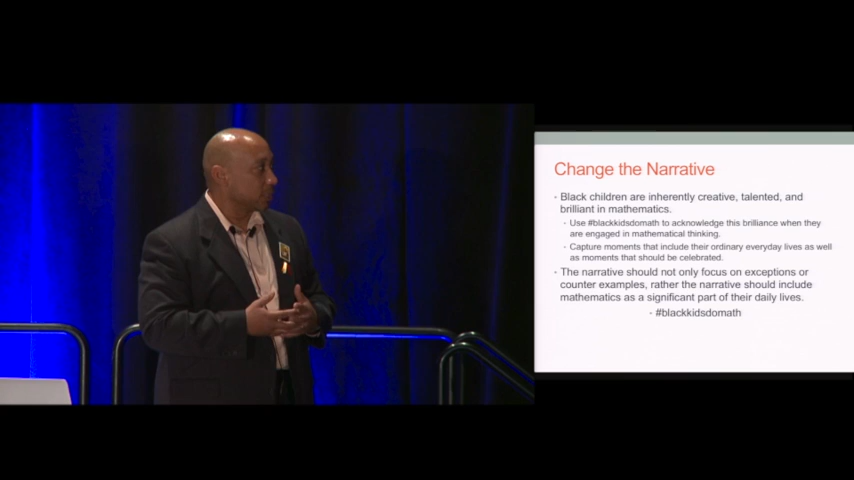 Change the Narrative
· Black children are inherently creative, talented, and
brilliant in mathematics.
· Use #blackkidsdomath to acknowledge this brilliance when they
are engaged in mathematical thinking.
· Capture moments that include their ordinary everyday lives as well
as moments that should be celebrated.
· The narrative should not only focus on exceptions or
counter examples, rather the narrative should include
mathematics as a significant part of their daily lives.
· #blackkidsdomath